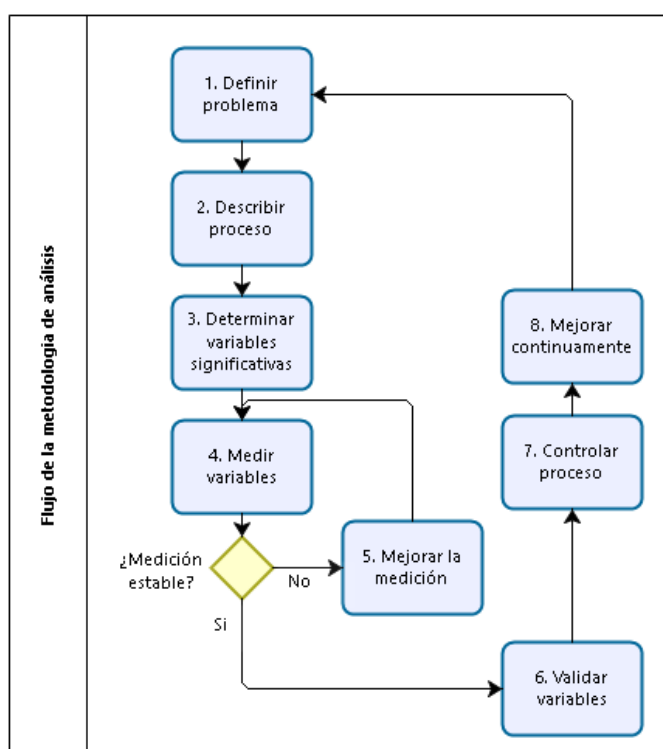 Flujo de la metodologia de análisis
1. Definir
problema
2. Describir
proceso
3. Determinar
variables
significativas
4. Medir
variables
¿Medición
estable?
No
5. Mejorar la
medición
Si
6. Validar
variables
7. Controlar
proceso
8. Mejorar
continuamente